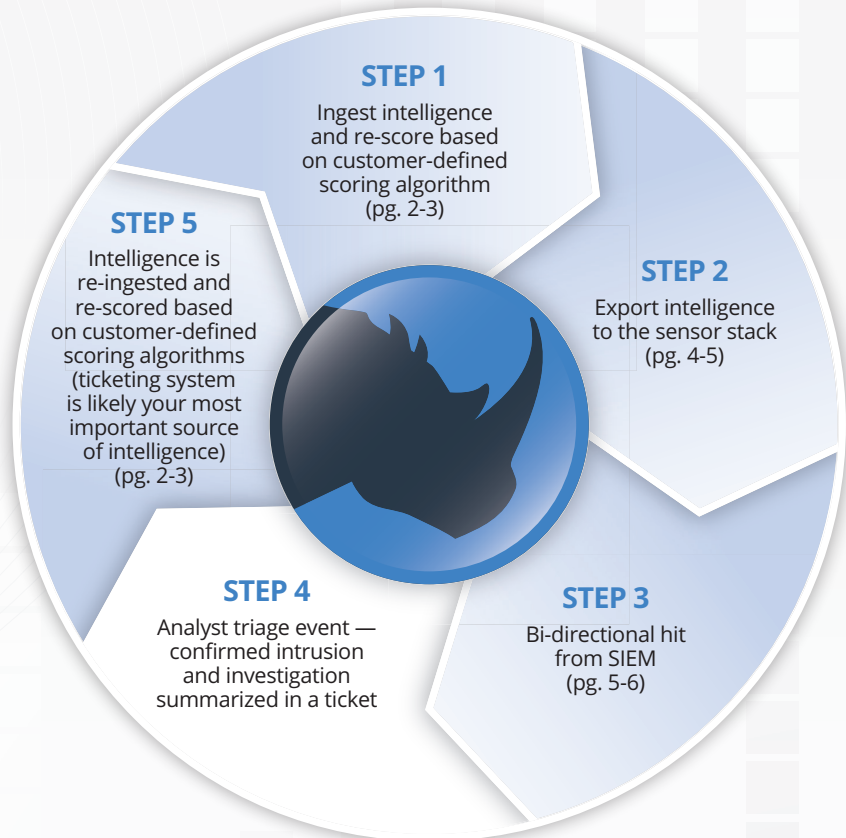 STEP 1
Ingest intelligence
and re-score based
on customer-defined
scoring algorithm
(pg. 2-3)
STEP 2
Export intelligence
to the sensor stack
(pg. 4-5)
STEP 3
Bi-directional hit
from SIEM
(pg. 5-6)
STEP 4
Analyst triage event —
confirmed intrusion
and investigation
summarized in a ticket
STEP 5
Intelligence is
re-ingested and
re-scored based
on customer-defined
scoring algorithms
(ticketing system
is likely your most
important source
of intelligence)
(pg. 2-3)